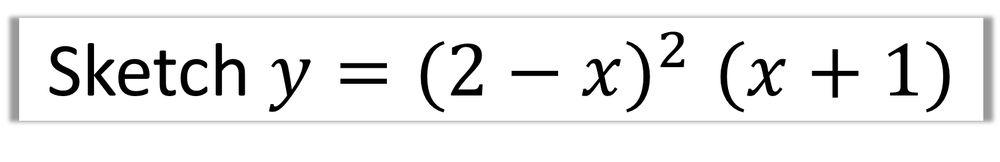 Sketch 𝑦 = (2 − 𝑥)² (𝑥 + 1)